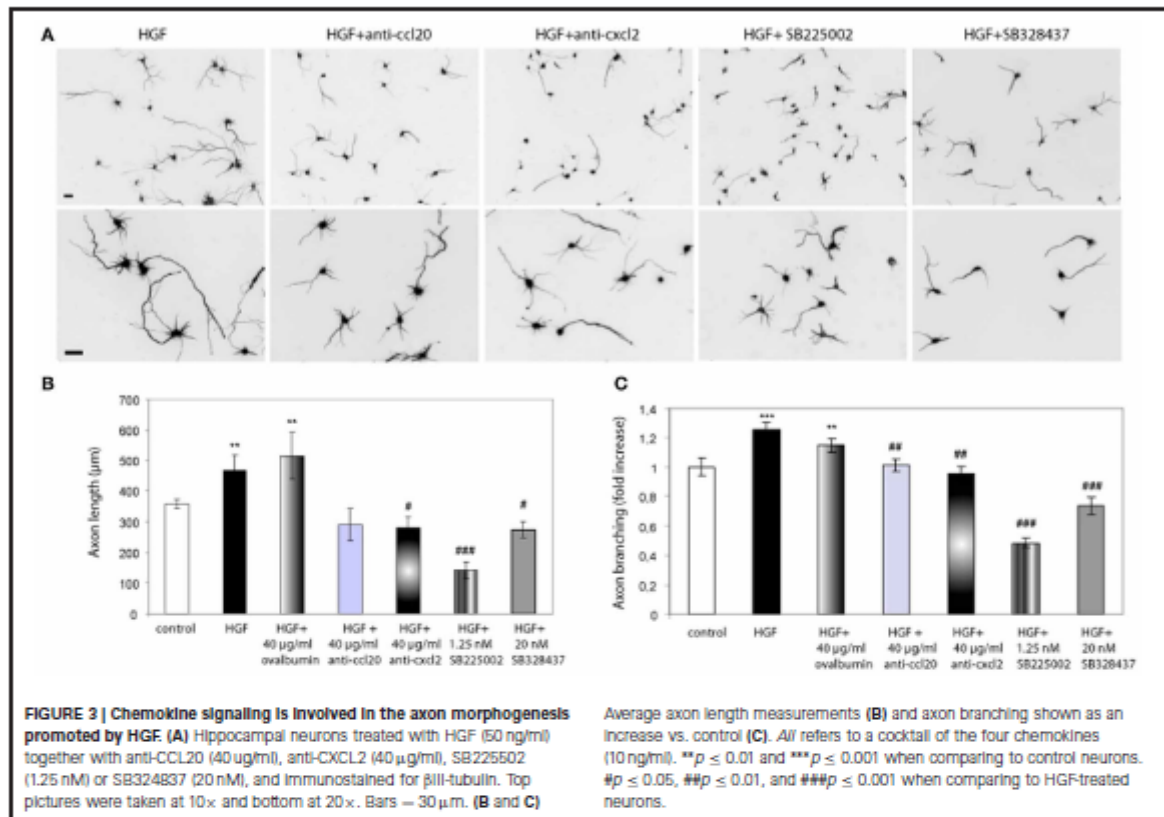 A
HGF
HGF+anti-ccl20
HGF+anti-cxcl2
HGF+ SB225002
HGF+SB328437
B
Axon length (µm)
700
600
500
400
300
200
100
0
**
**
#
###
#
control
HGF
HGF+
40 µg/ml
ovalbumin
HGF +
40 µg/ml
anti-ccl20
HGF+
40 µg/ml
anti-cxcl2
HGF+
1.25 nM
SB225002
HGF+
20 nM
SB328437
C
Axon branching (fold increase)
1,4
1,2
1
0,8
0,6
0,4
0,2
0
***
**
##
##
###
###
control
HGF
HGF+
40 µg/ml
ovalbumin
HGF +
40 µg/ml
anti-ccl20
HGF+
40 µg/ml
anti-cxcl2
HGF+
1.25 nM
SB225002
HGF+
20 nM
SB328437
FIGURE 3 | Chemokine signaling is involved in the axon morphogenesis
promoted by HGF. (A) Hippocampal neurons treated with HGF (50 ng/ml)
together with anti-CCL20 (40 ug/ml), anti-CXCL2 (40 µg/ml), SB225502
(1.25 nM) or SB324837 (20 nM), and immunostained for βIII-tubulin. Top
pictures were taken at 10× and bottom at 20×. Bars = 30 µm. (B and C)
Average axon length measurements (B) and axon branching shown as an
increase vs. control (C). All refers to a cocktail of the four chemokines
(10 ng/ml). **p ≤ 0.01 and ***p ≤ 0.001 when comparing to control neurons.
#p ≤ 0.05, ##p ≤ 0.01, and ###p ≤ 0.001 when comparing to HGF-treated
neurons.